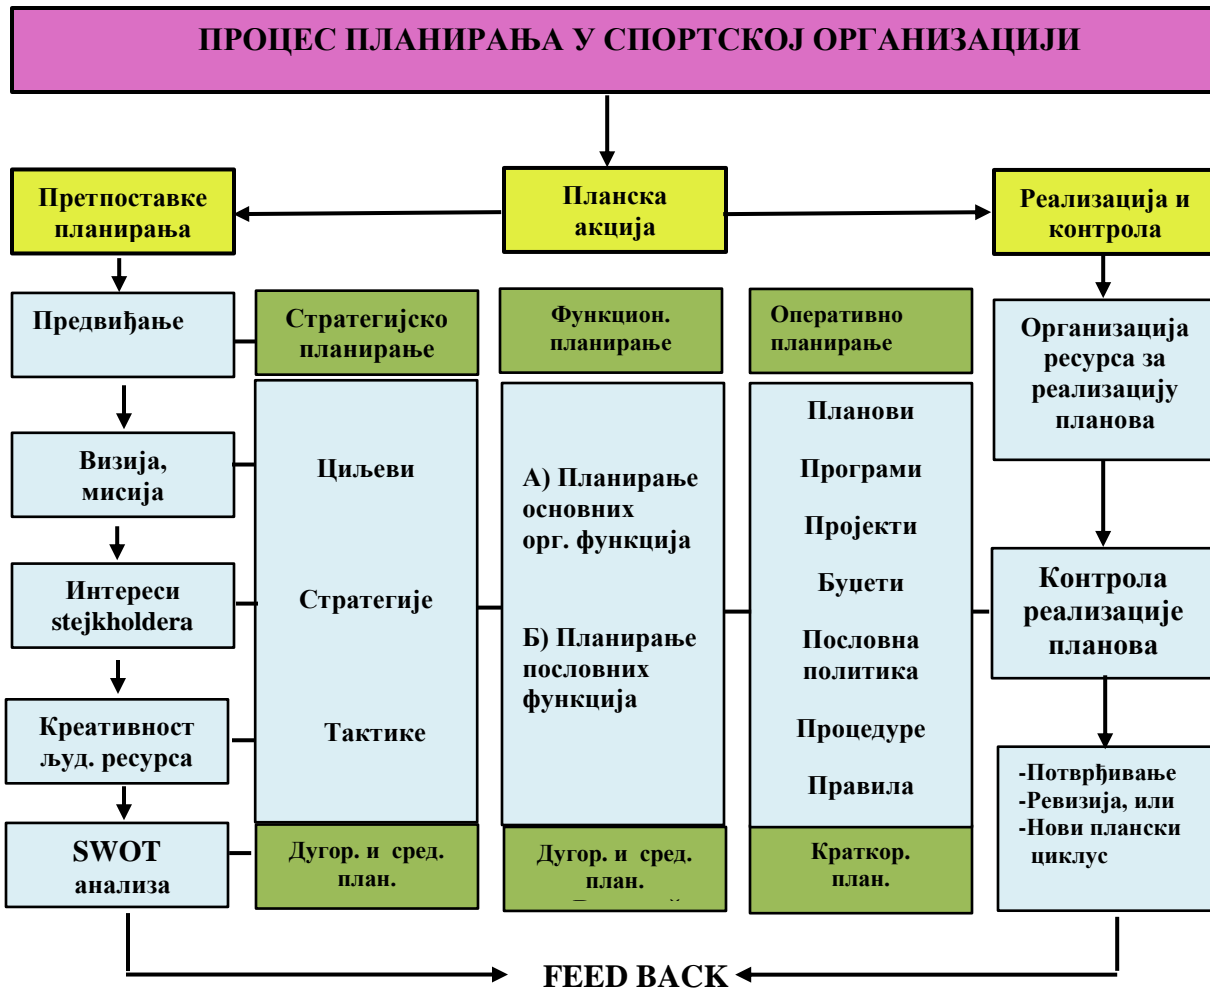 ПРОЦЕС ПЛАНИРАЊА У СПОРТСКОЈ ОРГАНИЗАЦИЈИ
Претпоставке
планирања
Планска
акција
Реализација и
контрола
Предвиђање
Визија,
мисија
Интереси
stejkholdera
Креативност
људ. ресурса
SWOT
анализа
Стратегијско
планирање
Циљеви
Стратегије
Тактике
Дугор. и сред.
план.
Функцион.
планирање
А) Планирање
основних
орг. функција
Б) Планирање
пословних
функција
Дугор. и сред.
план.
Оперативно
планирање
Планови
Програми
Пројекти
Буџети
Пословна
политика
Процедуре
Правила
Краткор.
план.
Организација
ресурса за
реализацију
планова
Контрола
реализације
планова
-Потврђивање
-Ревизија, или
-Нови плански
циклус
FEED BACK